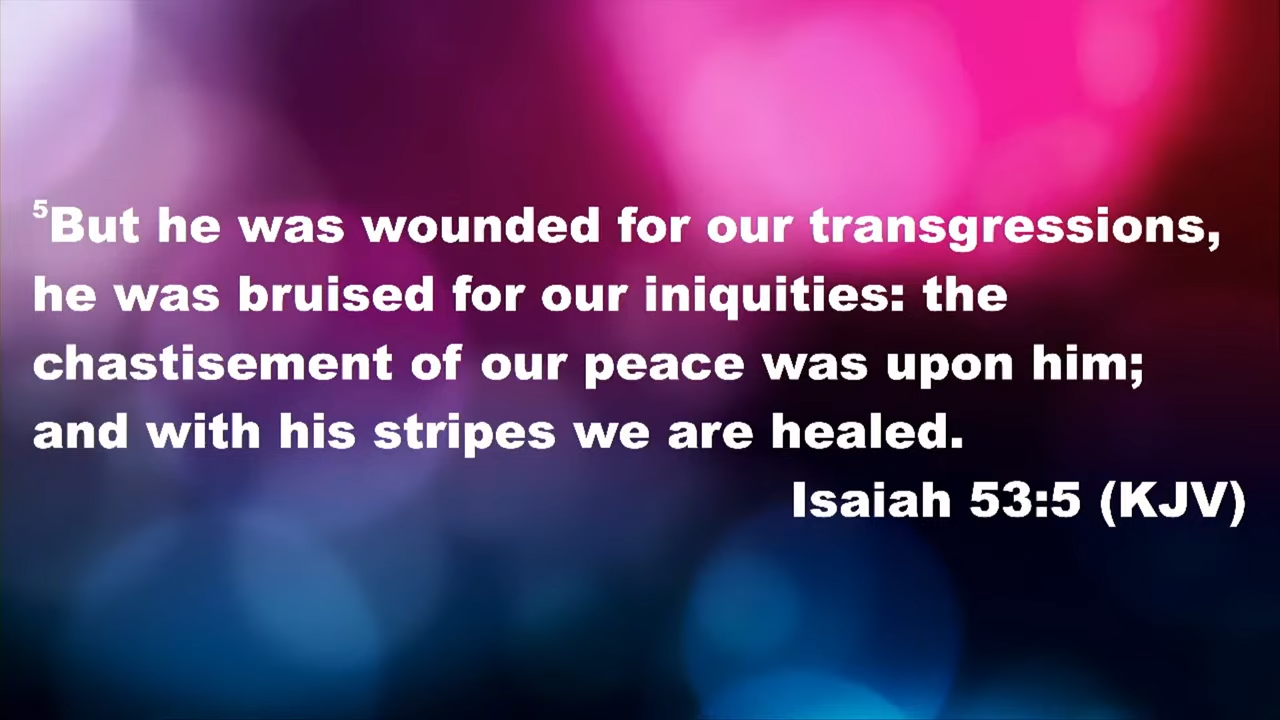 ⁵But he was wounded for our transgressions,
he was bruised for our iniquities: the
chastisement of our peace was upon him;
and with his stripes we are healed.
Isaiah 53:5 (KJV)